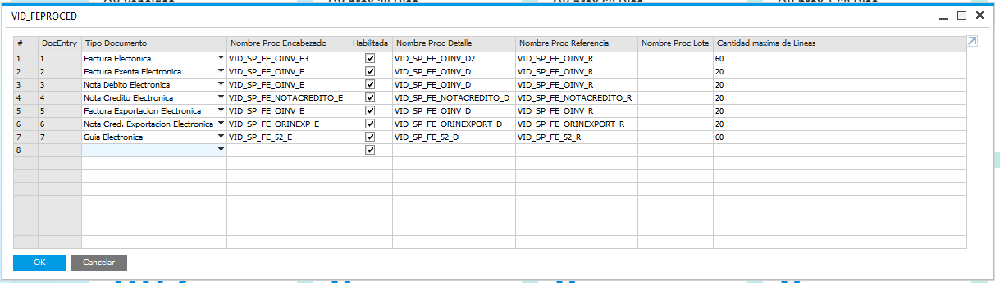 VID_FEPROCED
# DocEntry Tipo Documento Nombre Proc Encabezado Habilitada Nombre Proc Detalle Nombre Proc Referencia Nombre Proc Lote Cantidad maxima de Lineas
1 1 Factura Electonica VID_SP_FE_OINV_E3 VID_SP_FE_OINV_D2 VID_SP_FE_OINV_R 60
2 2 Factura Exenta Electronica VID_SP_FE_OINV_E VID_SP_FE_OINV_D VID_SP_FE_OINV_R 20
3 3 Nota Debito Electronica VID_SP_FE_OINV_E VID_SP_FE_OINV_D VID_SP_FE_OINV_R 20
4 4 Nota Credito Electronica VID_SP_FE_NOTACREDITO_E VID_SP_FE_NOTACREDITO_D VID_SP_FE_NOTACREDITO_R 20
5 5 Factura Exportacion Electronica VID_SP_FE_OINV_E VID_SP_FE_OINV_D VID_SP_FE_OINV_R 20
6 6 Nota Cred. Exportacion Electronica VID_SP_FE_ORINEXP_E VID_SP_FE_ORINEXPORT_D VID_SP_FE_ORINEXPORT_R 20
7 7 Guia Electronica VID_SP_FE_52_E VID_SP_FE_52_D VID_SP_FE_52_R 60
8
OK Cancelar